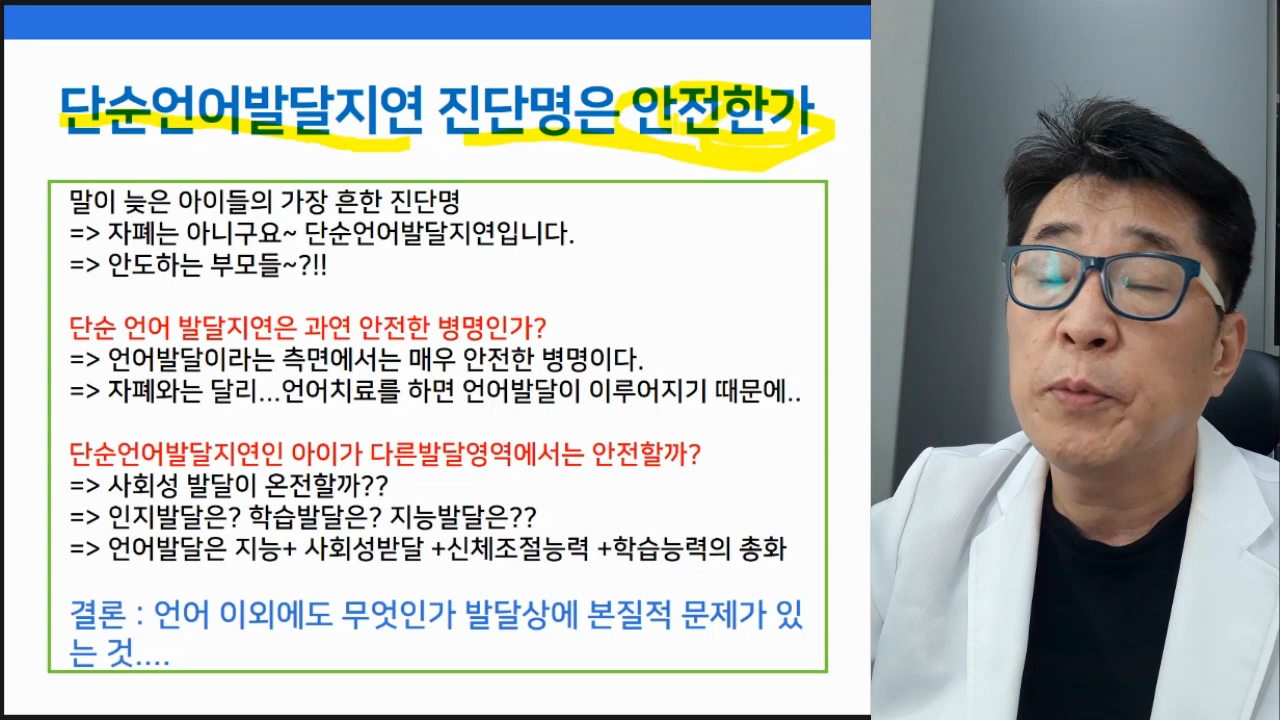 단순언어발달지연 진단명은 안전한가
말이 늦은 아이들의 가장 흔한 진단명
=> 자폐는 아니구요~ 단순언어발달지연입니다.
=> 안도하는 부모들~?!!
단순 언어 발달지연은 과연 안전한 병명인가?
=> 언어발달이라는 측면에서는 매우 안전한 병명이다.
=> 자폐와는 달리...언어치료를 하면 언어발달이 이루어지기 때문에..
단순언어발달지연인 아이가 다른발달영역에서는 안전할까?
=> 사회성 발달이 온전할까??
=> 인지발달은? 학습발달은? 지능발달은??
=> 언어발달은 지능+ 사회성받달 +신체조절능력 +학습능력의 총화
결론 : 언어 이외에도 무엇인가 발달상에 본질적 문제가 있
는 것....